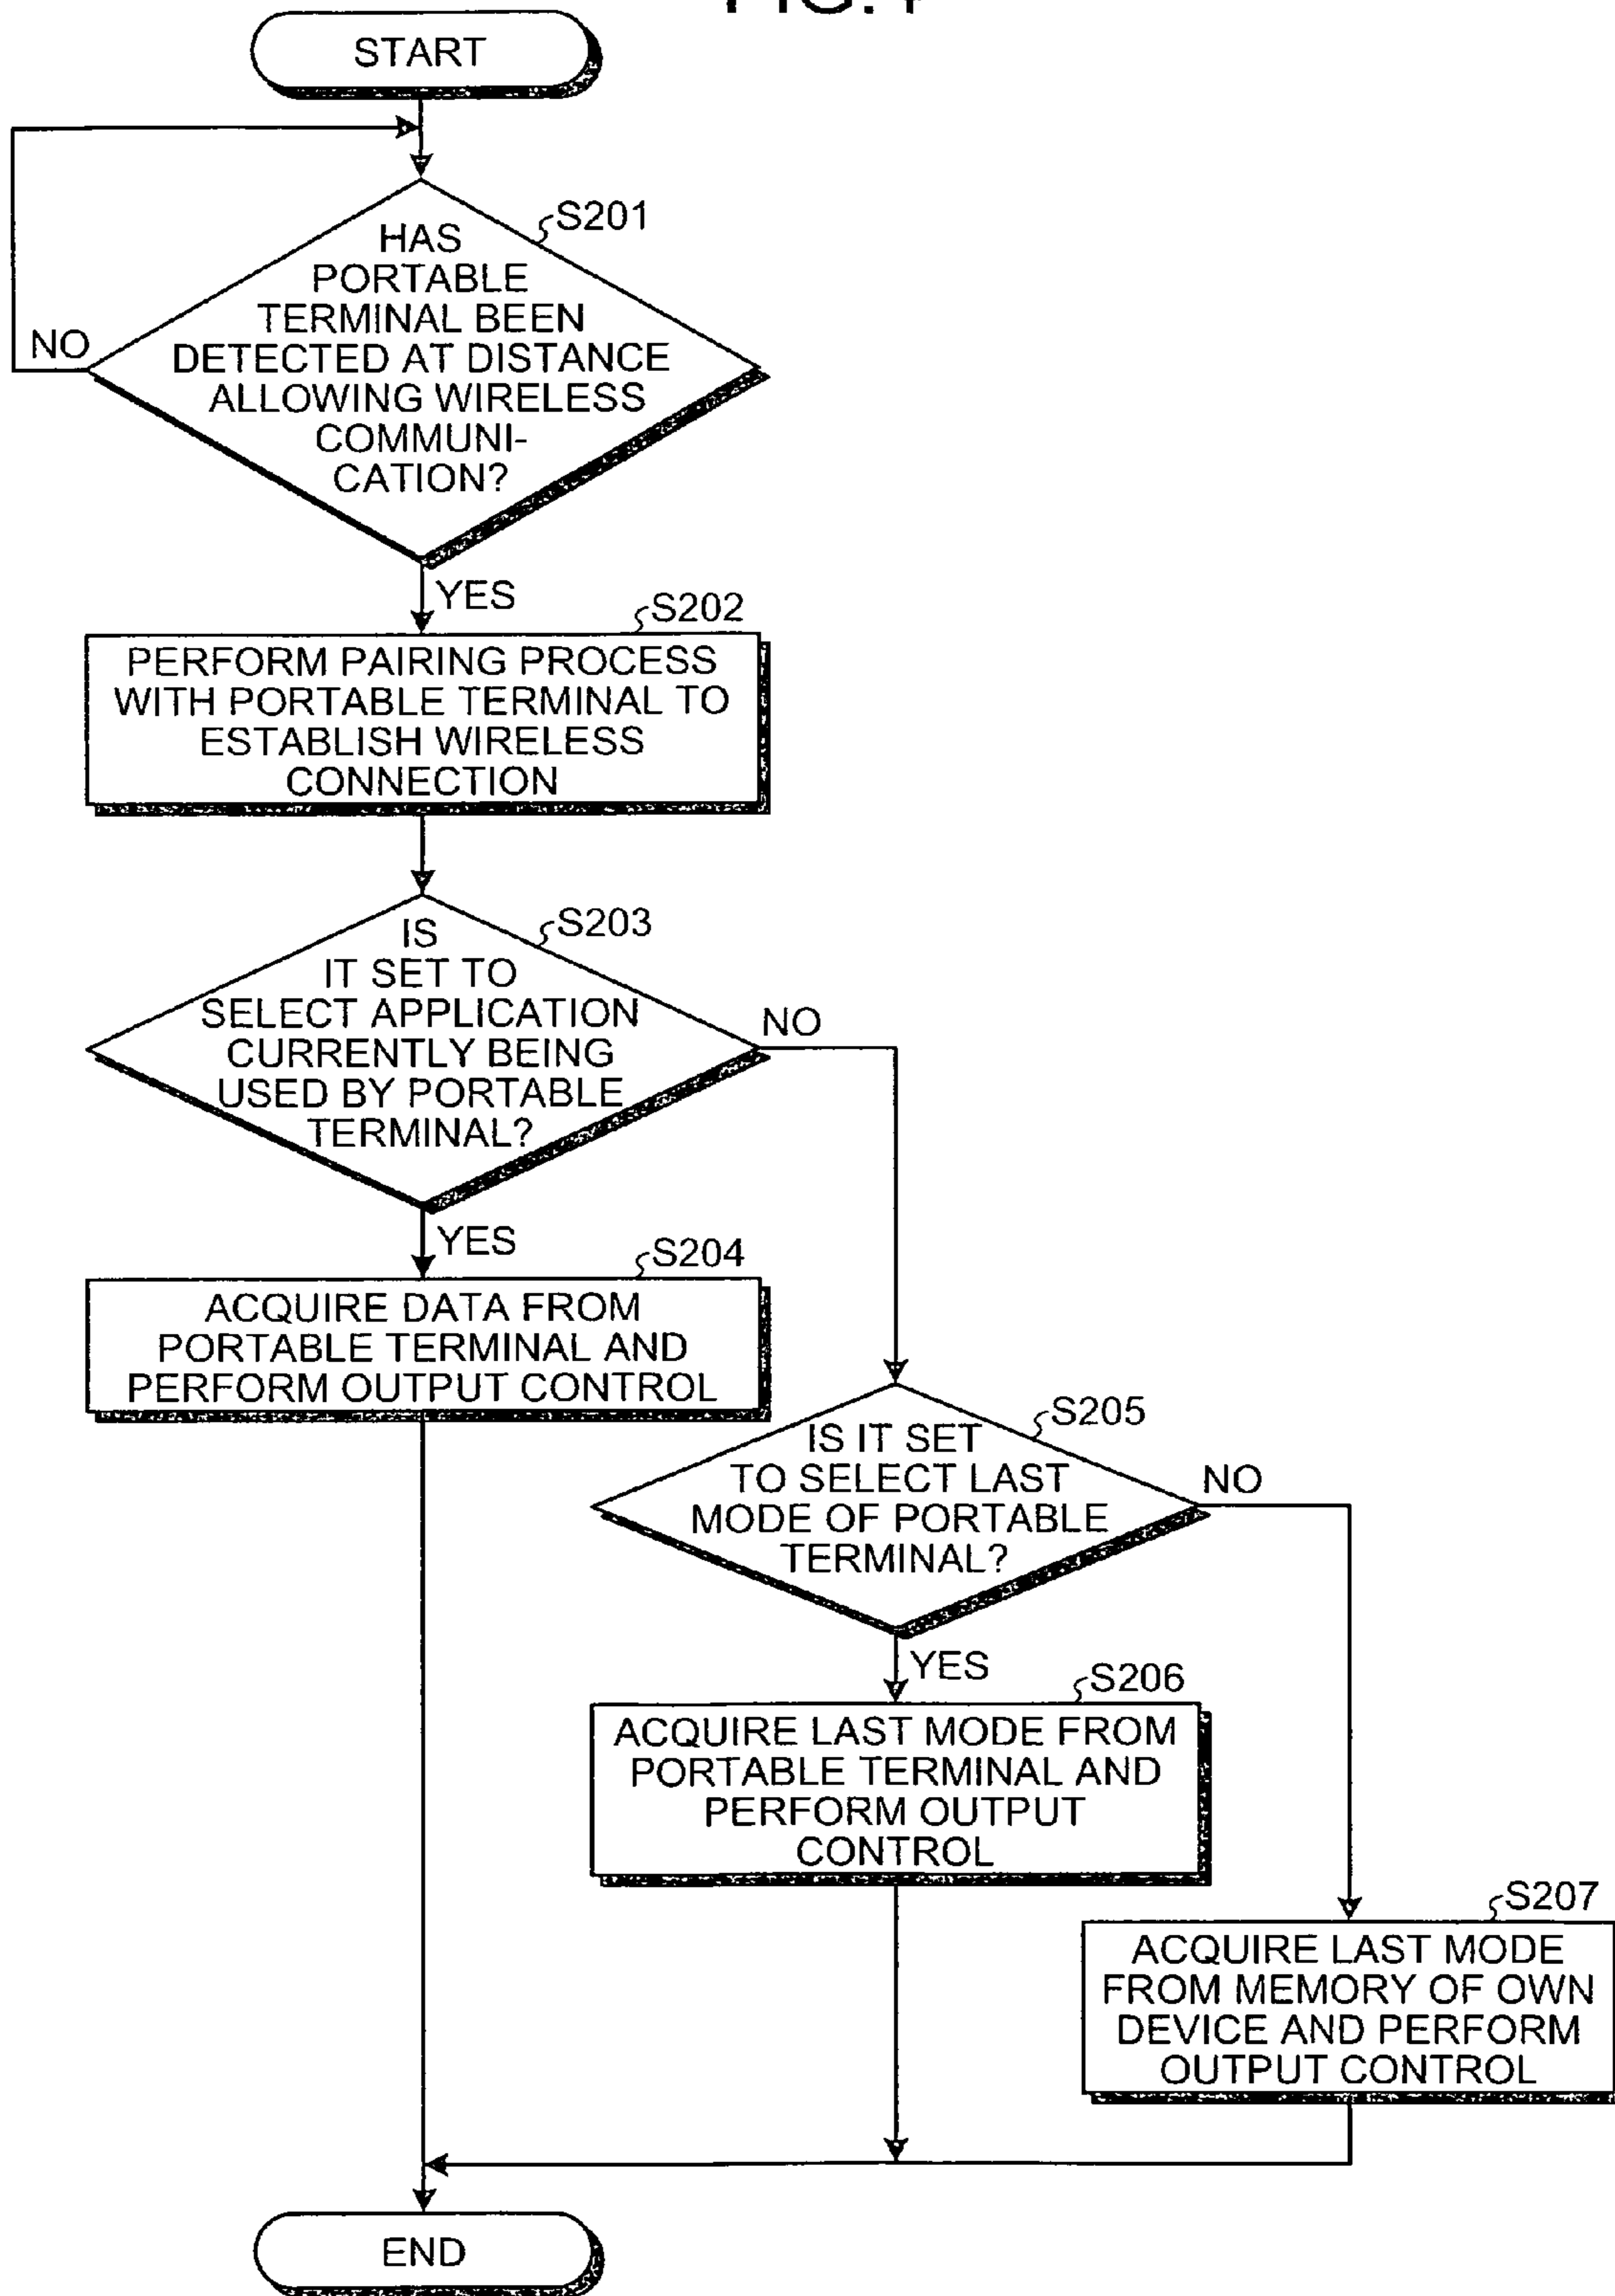 START
S201
HAS
PORTABLE
TERMINAL BEEN
DETECTED AT DISTANCE
ALLOWING WIRELESS
COMMUNI-
CATION?
NO
YES
S202
PERFORM PAIRING PROCESS
WITH PORTABLE TERMINAL TO
ESTABLISH WIRELESS
CONNECTION
S203
IS
IT SET TO
SELECT APPLICATION
CURRENTLY BEING
USED BY PORTABLE
TERMINAL?
NO
YES
S204
ACQUIRE DATA FROM
PORTABLE TERMINAL AND
PERFORM OUTPUT CONTROL
S205
IS IT SET
TO SELECT LAST
MODE OF PORTABLE
TERMINAL?
NO
YES
S206
ACQUIRE LAST MODE FROM
PORTABLE TERMINAL AND
PERFORM OUTPUT
CONTROL
S207
ACQUIRE LAST MODE
FROM MEMORY OF OWN
DEVICE AND PERFORM
OUTPUT CONTROL
END